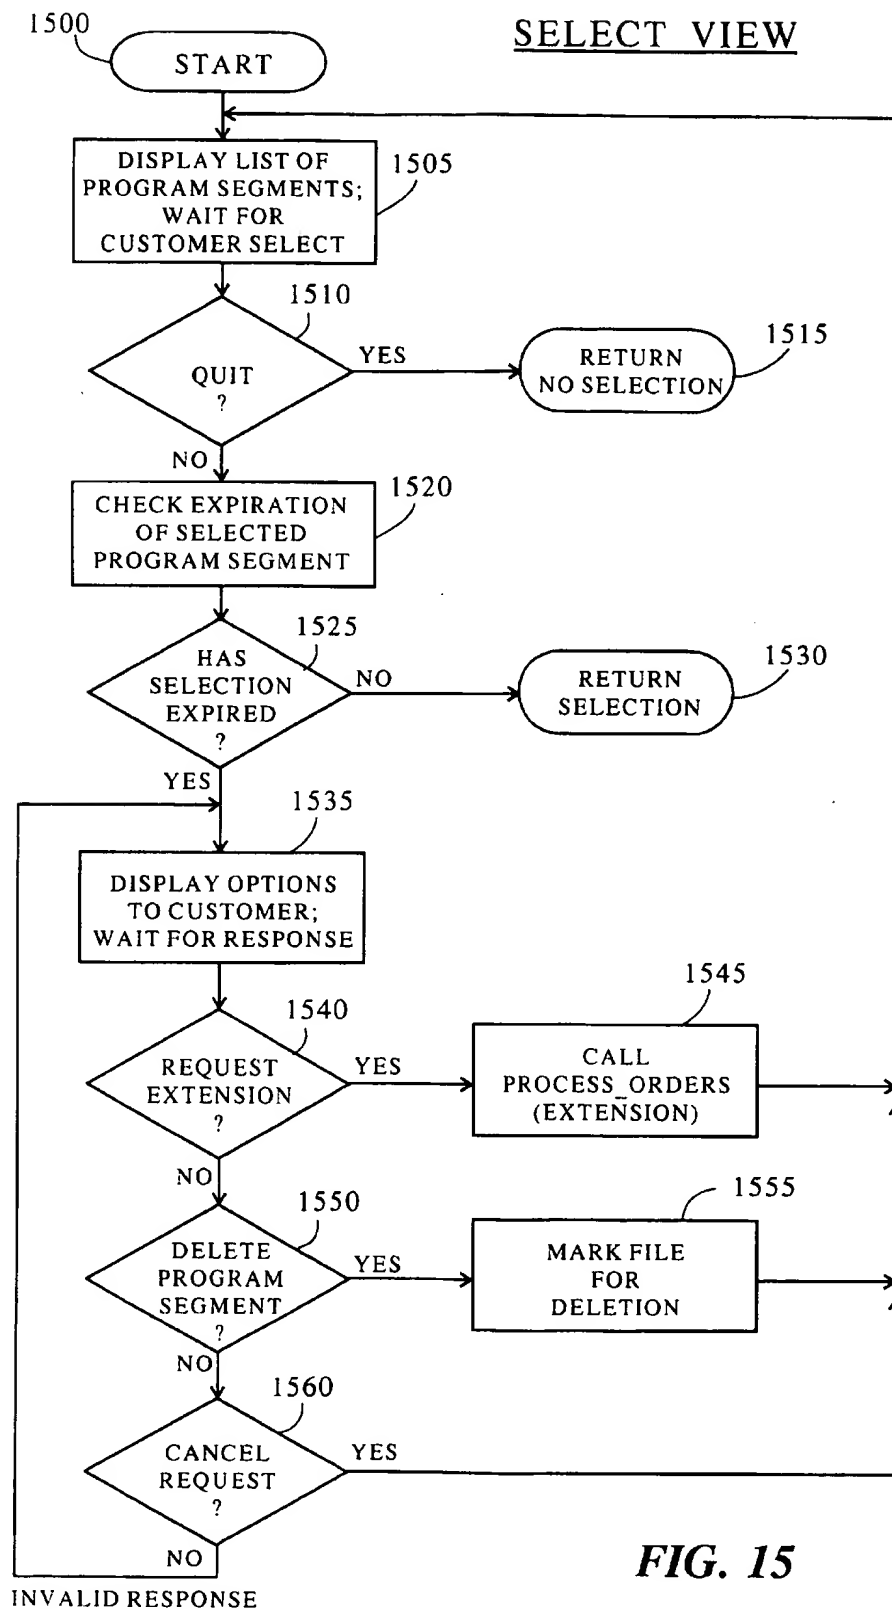 SELECT VIEW
1500
START
1505
DISPLAY LIST OF
PROGRAM SEGMENTS;
WAIT FOR
CUSTOMER SELECT
1510
QUIT
?
YES
1515
RETURN
NO SELECTION
NO
1520
CHECK EXPIRATION
OF SELECTED
PROGRAM SEGMENT
1525
HAS
SELECTION
EXPIRED
?
NO
1530
RETURN
SELECTION
YES
1535
DISPLAY OPTIONS
TO CUSTOMER;
WAIT FOR RESPONSE
1540
REQUEST
EXTENSION
?
YES
1545
CALL
PROCESS_ORDERS
(EXTENSION)
NO
1550
DELETE
PROGRAM
SEGMENT
?
YES
1555
MARK FILE
FOR
DELETION
NO
1560
CANCEL
REQUEST
?
YES
NO
INVALID RESPONSE
FIG. 15